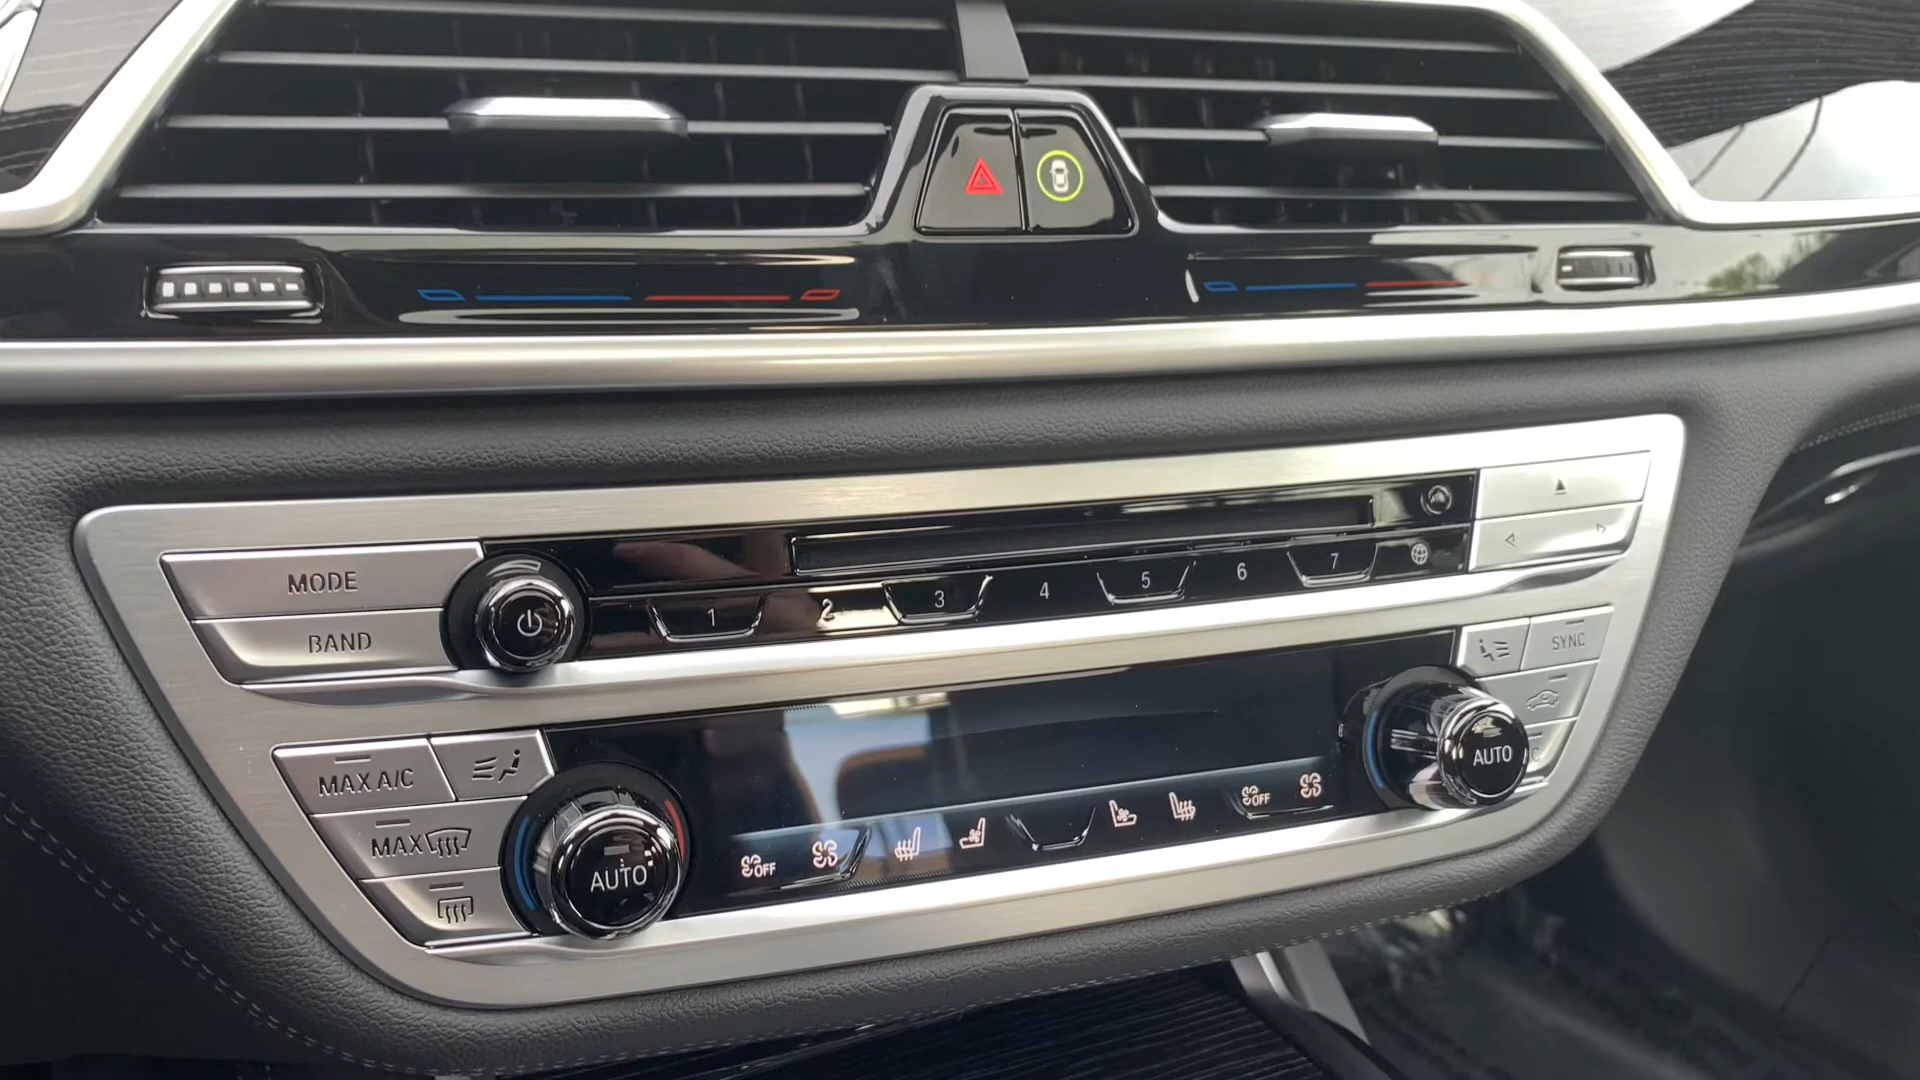 MODE
BAND
1 2 3 4 5 6 7
SYNC
MAX A/C
MAX
AUTO
OFF
OFF
AUTO